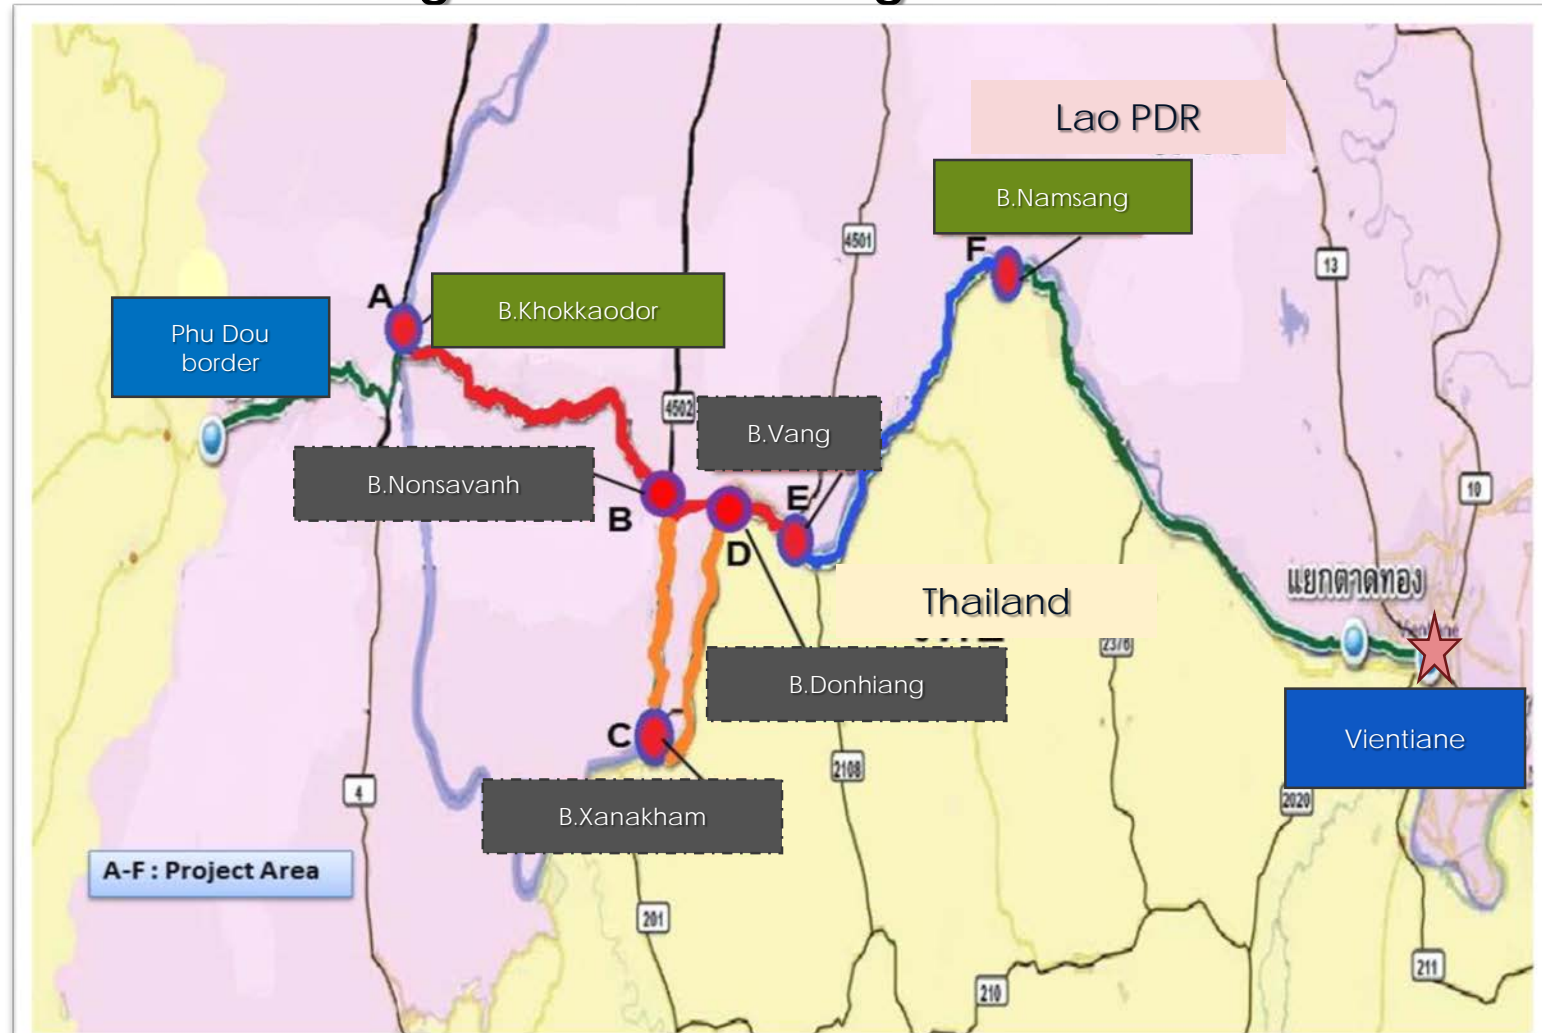 Lao PDR
B.Namsang
F
4501
13
A
B.Khokkaodor
Phu Dou
border
4502
B.Vang
B.Nonsavanh
E
10
B
D
แยกตาดทอง
Thailand
2376
B.Donhiang
C
Vientiane
2108
4
2020
B.Xanakham
A-F : Project Area
201
211
210